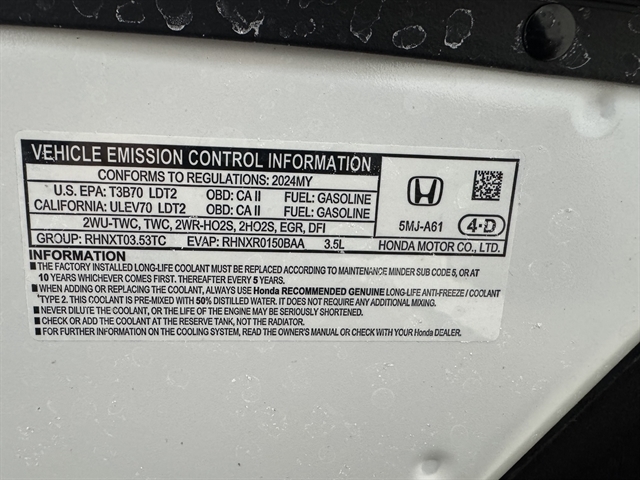 VEHICLE EMISSION CONTROL INFORMATION
CONFORMS TO REGULATIONS: 2024MY
U.S. EPA: T3B70 LDT2 OBD: CA II FUEL: GASOLINE
CALIFORNIA: ULEV70 LDT2 OBD: CA II FUEL: GASOLINE
2WU-TWC, TWC, 2WR-HO2S, 2HO2S, EGR, DFI
GROUP: RHNXT03.53TC EVAP: RHNXR0150BAA 3.5L
5MJ-A61 4-D
HONDA MOTOR CO., LTD.
INFORMATION
■ THE FACTORY INSTALLED LONG-LIFE COOLANT MUST BE REPLACED ACCORDING TO MAINTENANCE MINDER SUB CODE 5, OR AT
10 YEARS WHICHEVER COMES FIRST. THEREAFTER EVERY 5 YEARS.
■ WHEN ADDING OR REPLACING THE COOLANT, ALWAYS USE Honda RECOMMENDED GENUINE LONG-LIFE ANTI-FREEZE / COOLANT
"TYPE 2. THIS COOLANT IS PRE-MIXED WITH 50% DISTILLED WATER. IT DOES NOT REQUIRE ANY ADDITIONAL MIXING.
■ NEVER DILUTE THE COOLANT, OR THE LIFE OF THE ENGINE MAY BE SERIOUSLY SHORTENED.
■ CHECK OR ADD THE COOLANT AT THE RESERVE TANK, NOT THE RADIATOR.
■ FOR FURTHER INFORMATION ON THE COOLING SYSTEM, READ THE OWNER'S MANUAL OR CHECK WITH YOUR Honda DEALER.